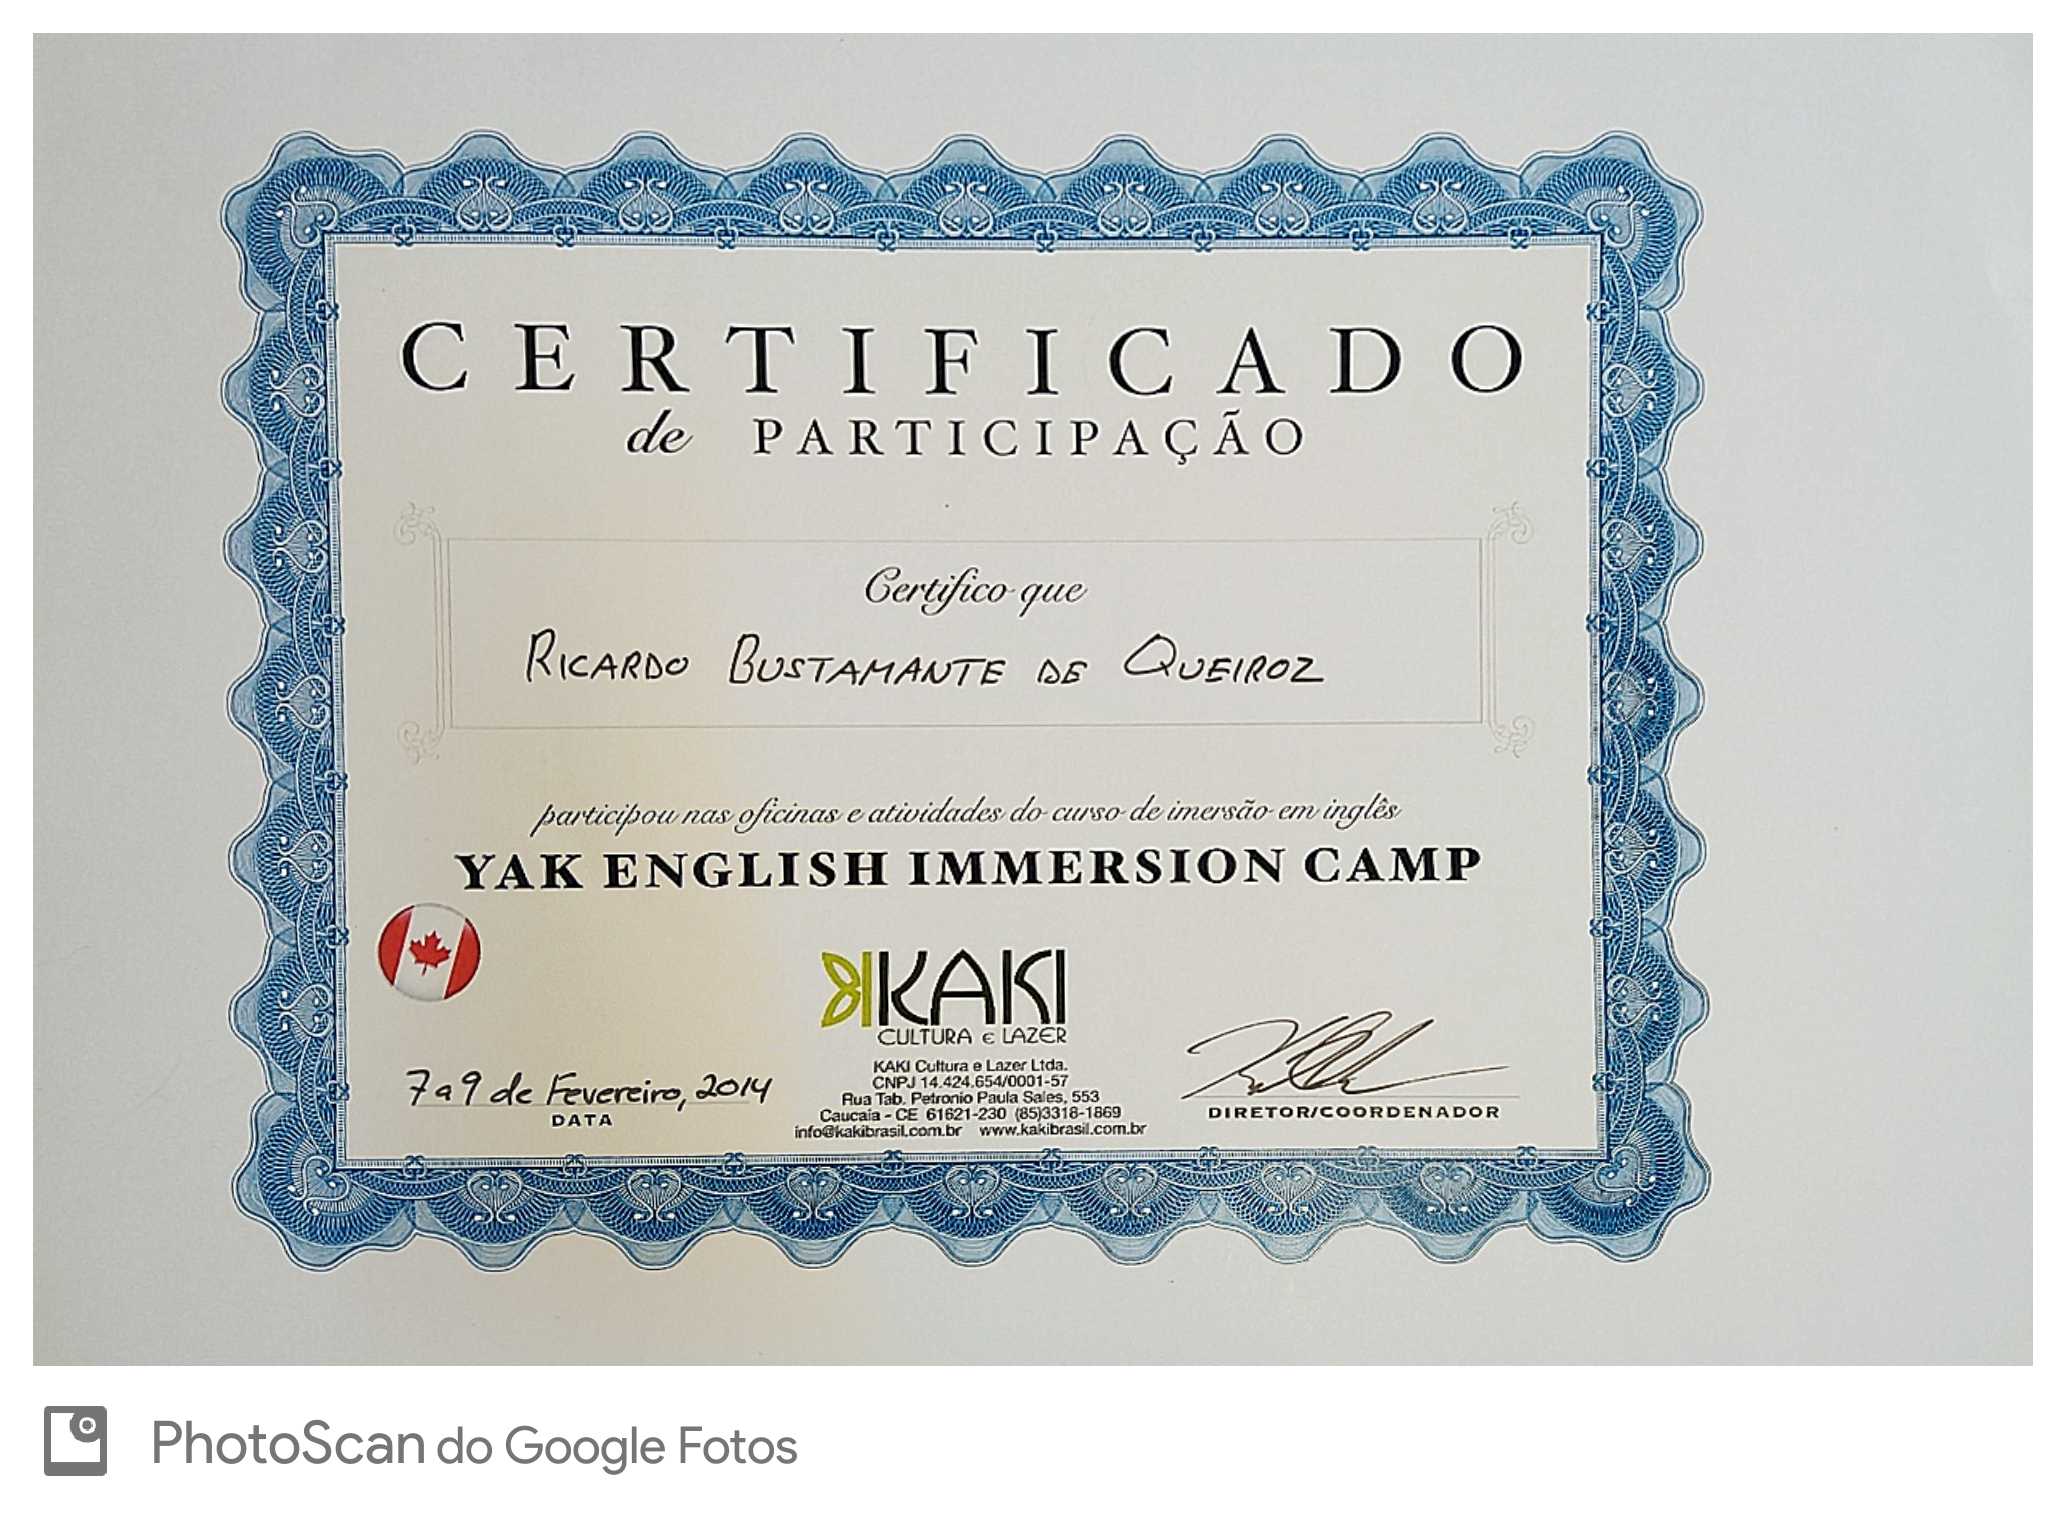 CERTIFICADO
de PARTICIPAÇÃO
Certifico que
RICARDO BUSTAMANTE DE QUEIROZ
participou nas oficinas e atividades do curso de imersão em inglês
YAK ENGLISH IMMERSION CAMP
KAKI
CULTURA e LAZER
KAKI Cultura e Lazer Ltda.
CNPJ 14.424.654/0001-57
Rua Tab. Petronio Paula Sales, 553
Caucaia - CE 61621-230 (85)3318-1869
info@kakibrasil.com.br www.kakibrasil.com.br
7 a 9 de Fevereiro, 2014
DATA
DIRETOR/COORDENADOR
PhotoScan do Google Fotos